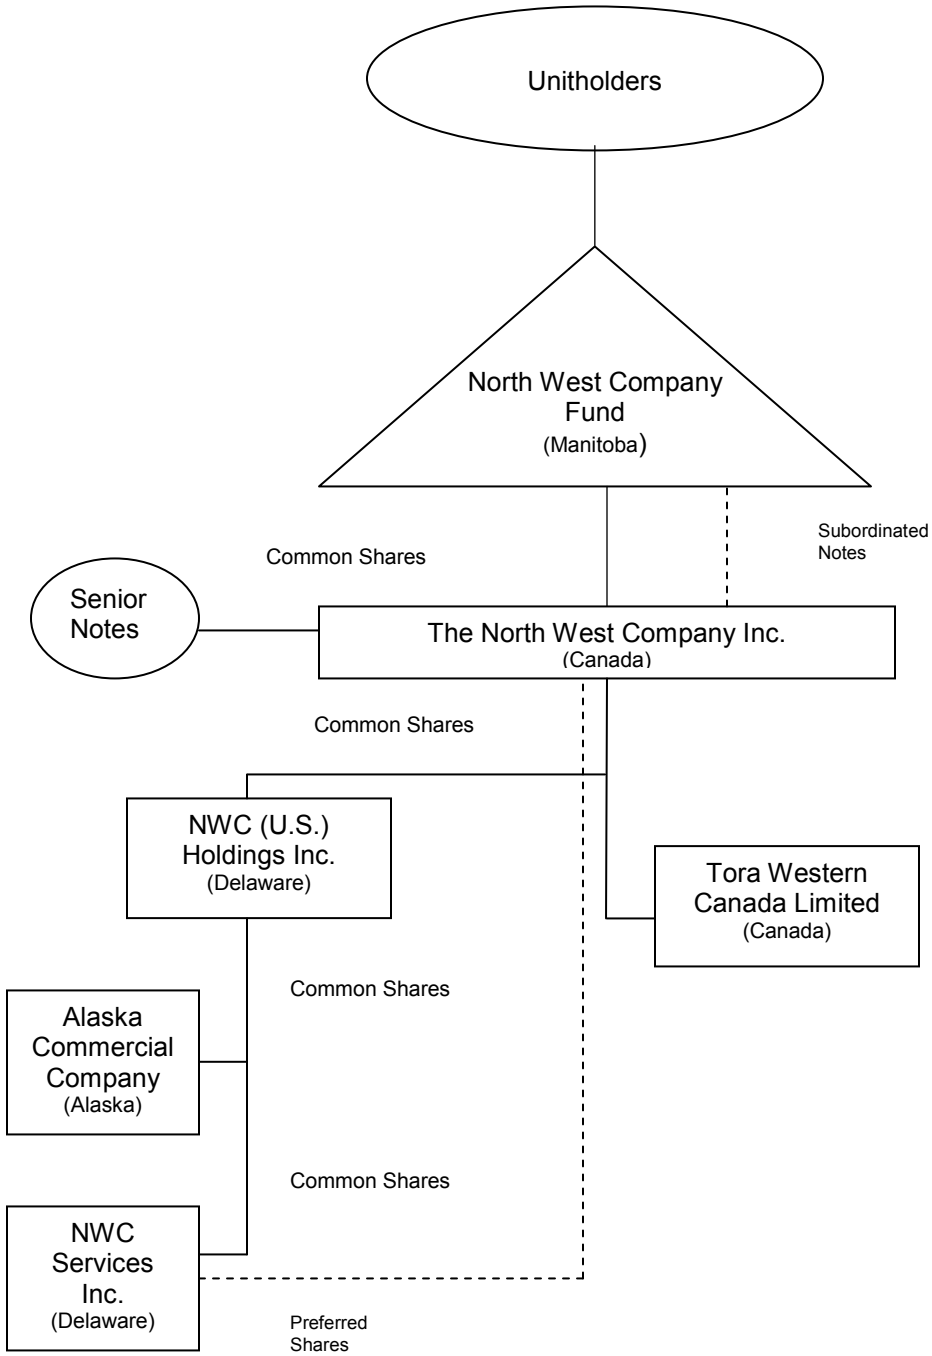 Unitholders
North West Company
Fund
(Manitoba)
Subordinated
Notes
Common Shares
Senior
Notes
The North West Company Inc.
(Canada)
Common Shares
NWC (U.S.)
Holdings Inc.
(Delaware)
Tora Western
Canada Limited
(Canada)
Common Shares
Alaska
Commercial
Company
(Alaska)
Common Shares
NWC
Services
Inc.
(Delaware)
Preferred
Shares